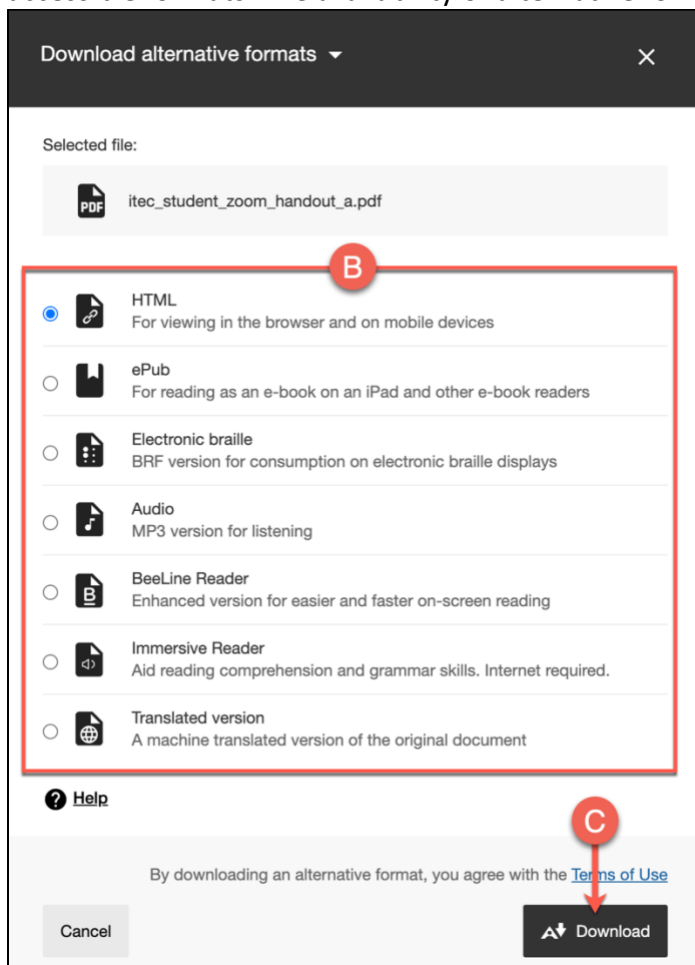 Download alternative formats
Selected file:
PDF
itec_student_zoom_handout_a.pdf
B
HTML
For viewing in the browser and on mobile devices
ePub
For reading as an e-book on an iPad and other e-book readers
Electronic braille
BRF version for consumption on electronic braille displays
Audio
MP3 version for listening
B
BeeLine Reader
Enhanced version for easier and faster on-screen reading
Immersive Reader
Aid reading comprehension and grammar skills. Internet required.
Translated version
A machine translated version of the original document
? Help
C
By downloading an alternative format, you agree with the Terms of Use
Cancel
A Download